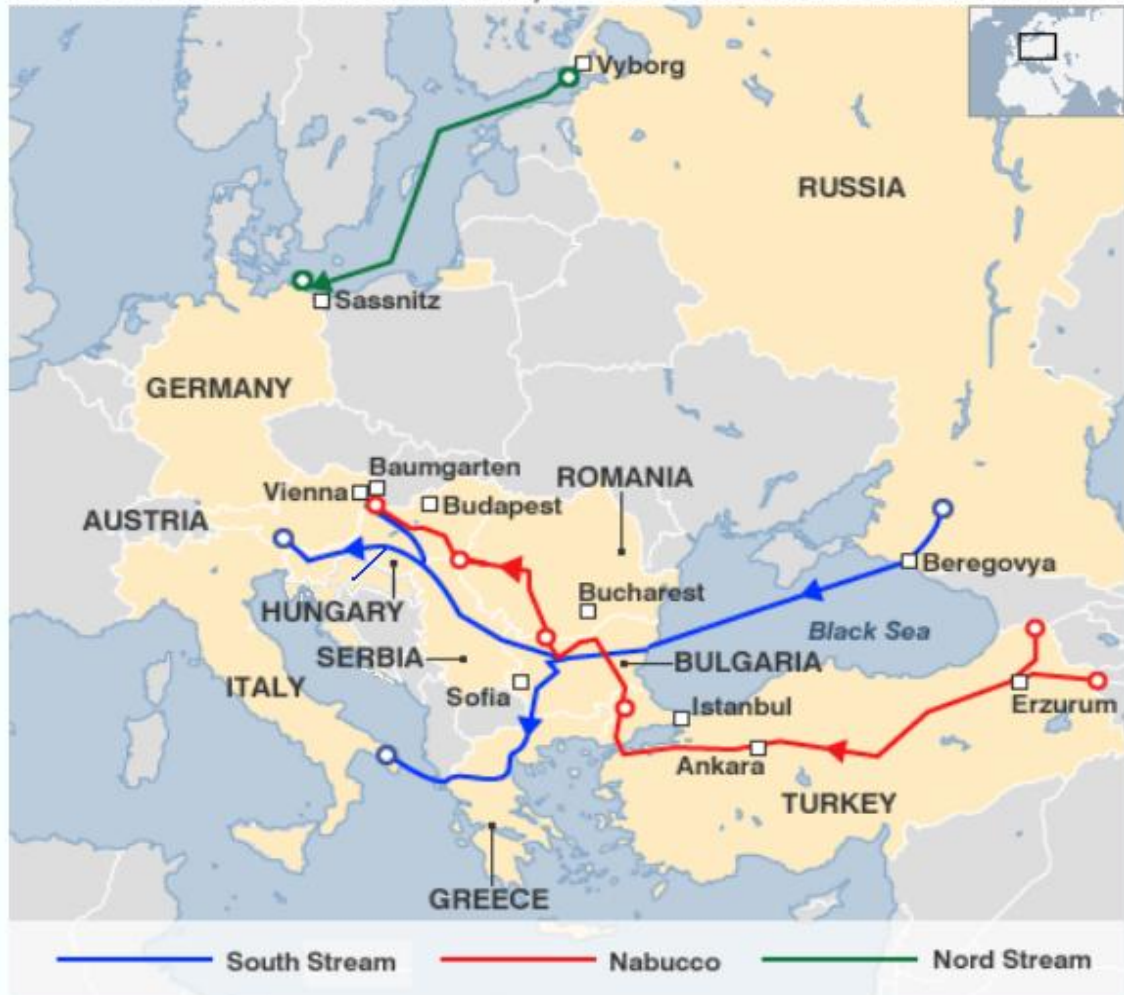 Vyborg
RUSSIA
Sassnitz
GERMANY
Baumgarten
Vienna
Budapest
ROMANIA
AUSTRIA
Beregovya
Bucharest
HUNGARY
Black Sea
SERBIA
BULGARIA
ITALY
Sofia
Istanbul
Erzurum
Ankara
TURKEY
GREECE
South Stream
Nabucco
Nord Stream